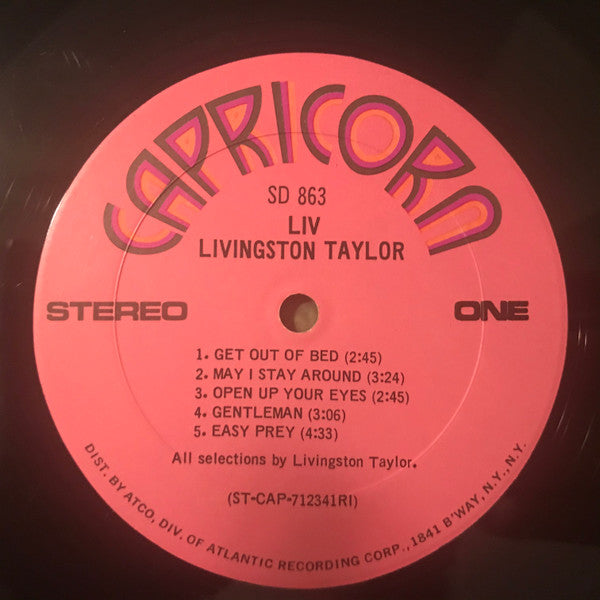 CAPRICORN
SD 863
LIV
LIVINGSTON TAYLOR
STEREO ONE
1. GET OUT OF BED (2:45)
2. MAY I STAY AROUND (3:24)
3. OPEN UP YOUR EYES (2:45)
4. GENTLEMAN (3:06)
5. EASY PREY (4:33)
All selections by Livingston Taylor.
(ST-CAP-712341RI)
DIST. BY ATCO, DIV. OF ATLANTIC RECORDING CORP., 1841 B'WAY, N.Y., N.Y.